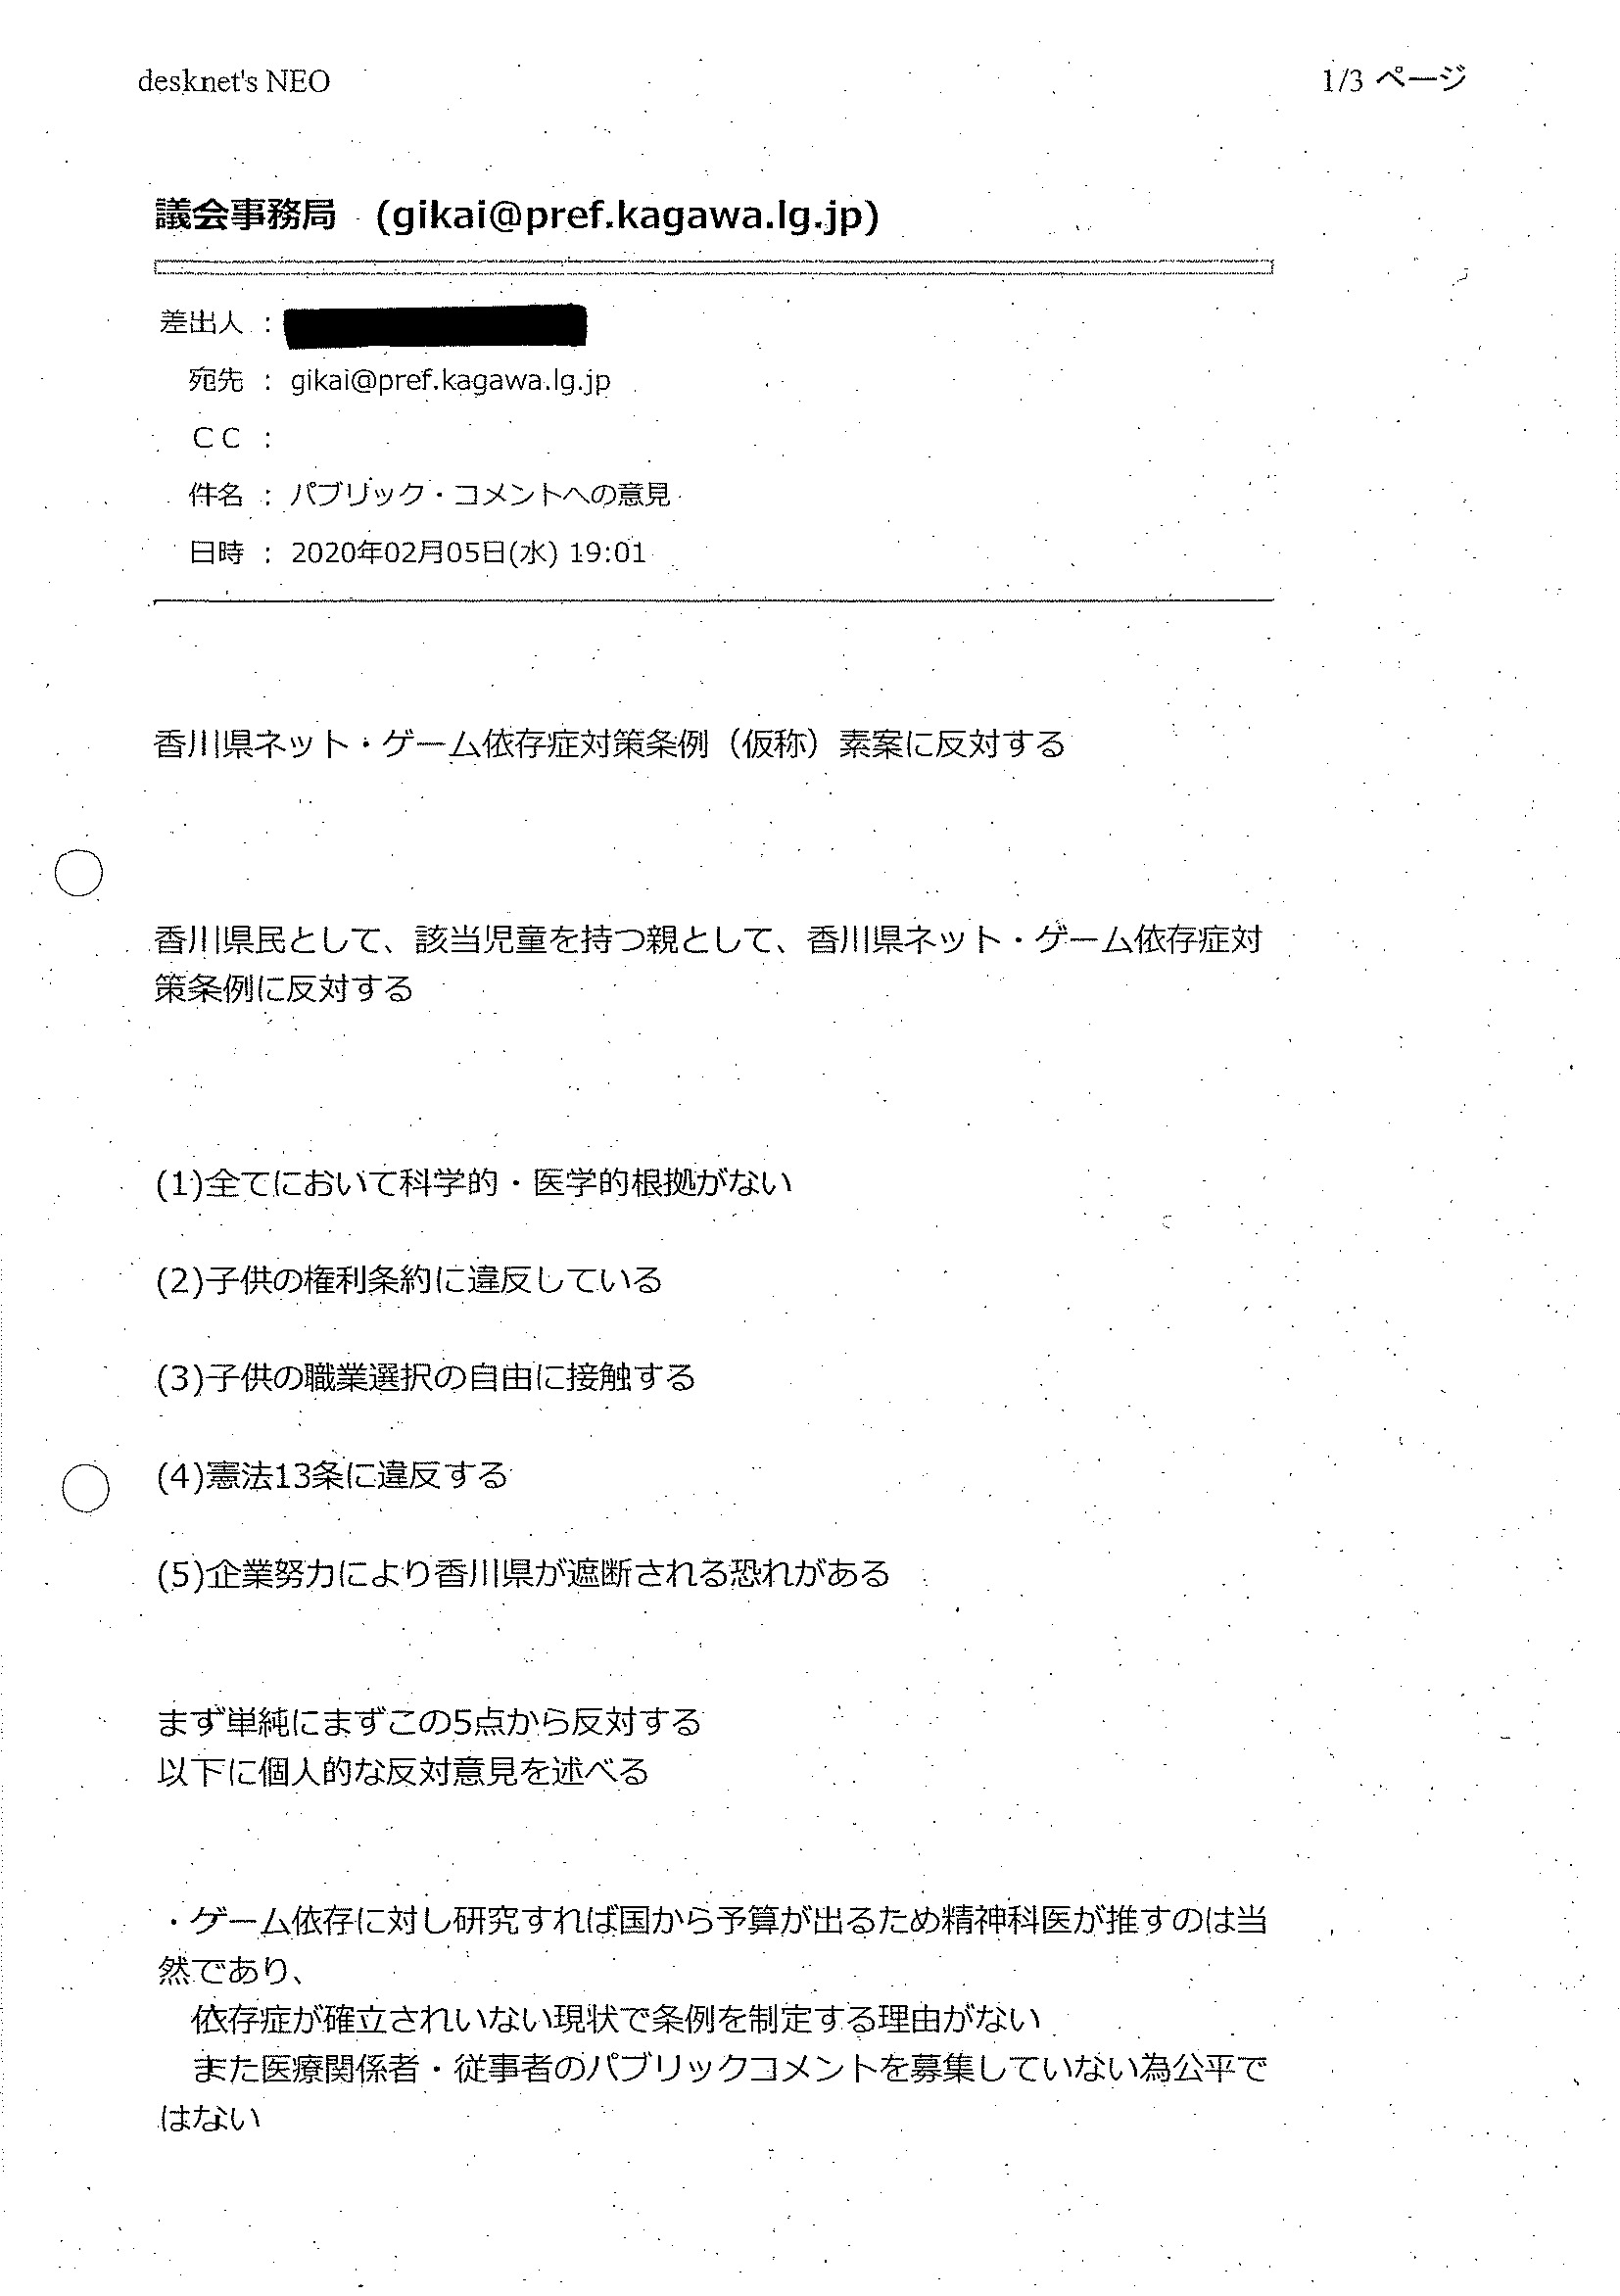 desknet's NEO
1/3 ページ
議会事務局 (gikai@pref.kagawa.lg.jp)
差出人 :
宛先 : gikai@pref.kagawa.lg.jp
CC :
件名 : パブリック・コメントへの意見
日時 : 2020年02月05日(水) 19:01
香川県ネット・ゲーム依存症対策条例（仮称）素案に反対する
香川県民として、該当児童を持つ親として、香川県ネット・ゲーム依存症対
策条例に反対する
(1)全てにおいて科学的・医学的根拠がない
(2)子供の権利条約に違反している
(3)子供の職業選択の自由に接触する
(4)憲法13条に違反する
(5)企業努力により香川県が遮断される恐れがある
まず単純にまずこの5点から反対する
以下に個人的な反対意見を述べる
・ゲーム依存に対し研究すれば国から予算が出るため精神科医が推すのは当
然であり、
依存症が確立されいない現状で条例を制定する理由がない
また医療関係者・従事者のパブリックコメントを募集していない為公平で
はない